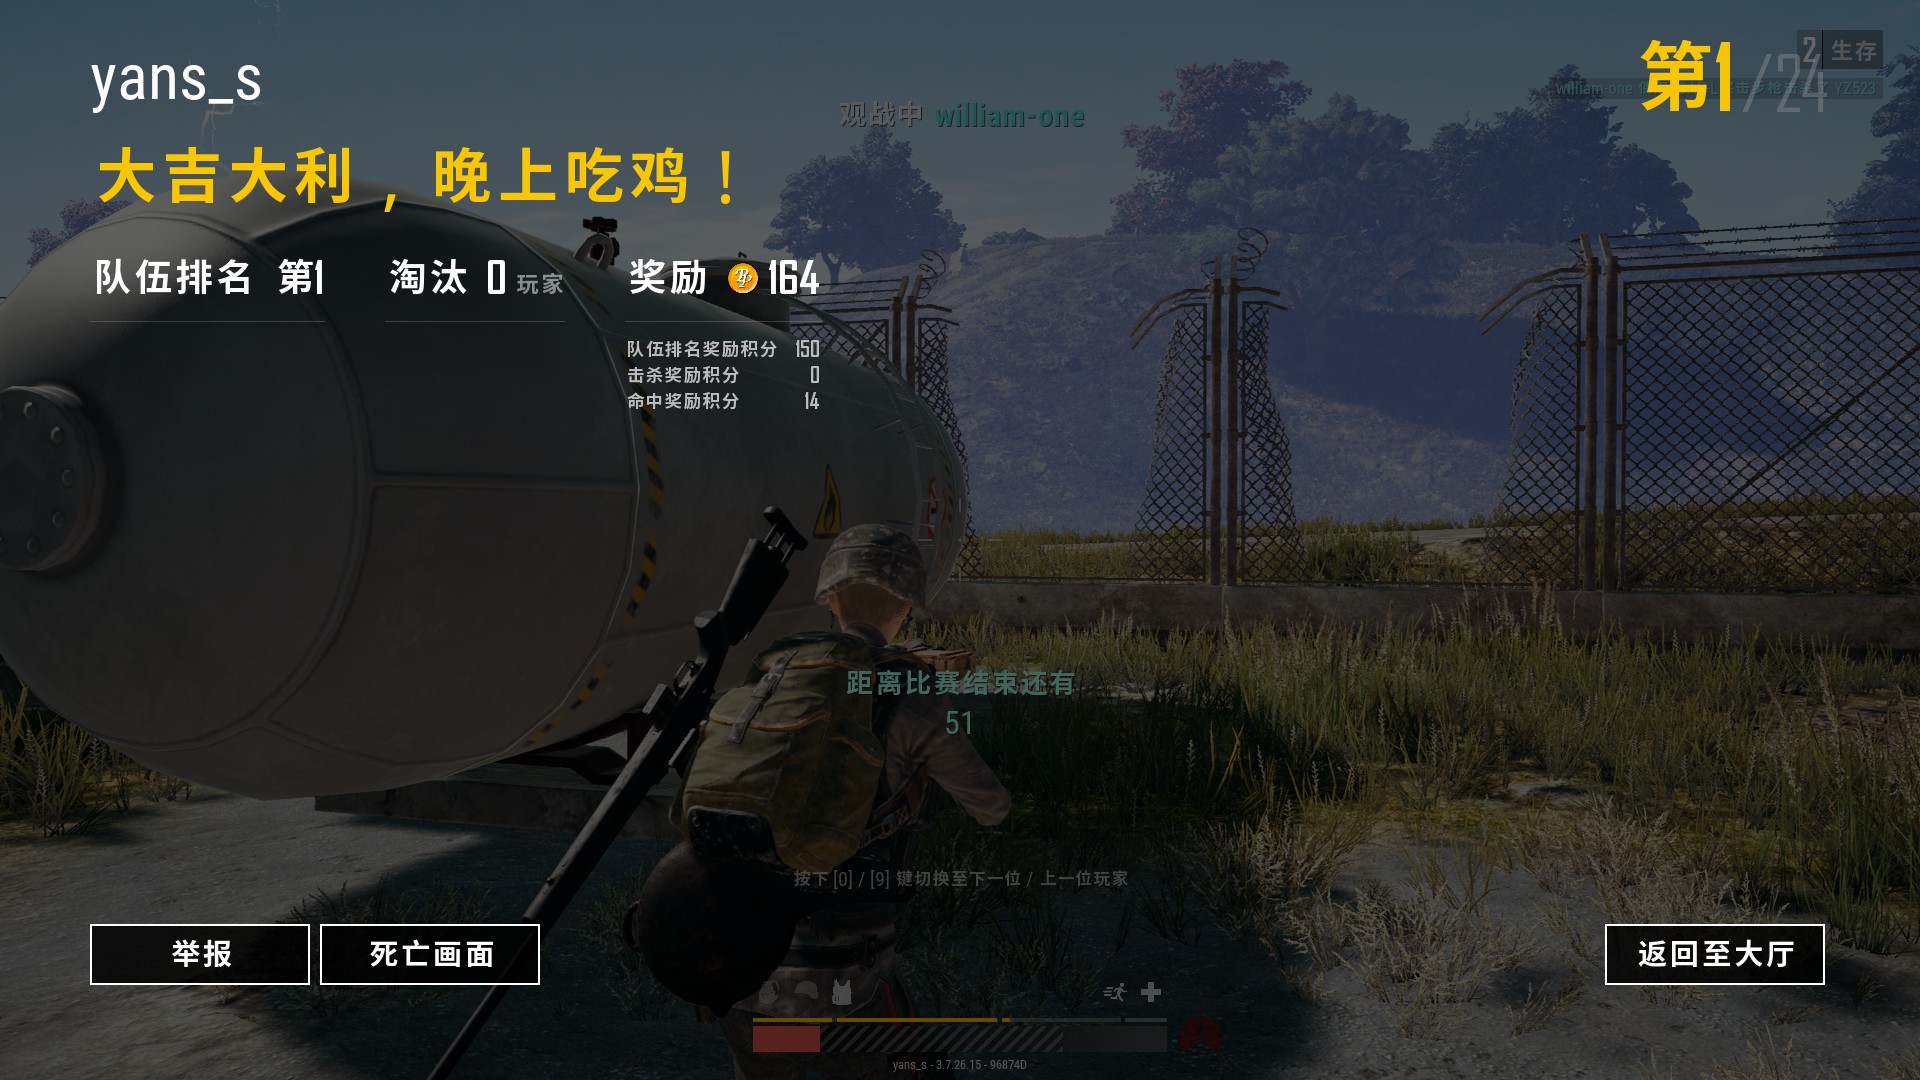 yans_s
第1/24
2 生存
观战中 william-one
大吉大利，晚上吃鸡！
队伍排名 第1
淘汰 0 玩家
奖励 164
队伍排名奖励积分 150
击杀奖励积分 0
命中奖励积分 14
距离比赛结束还有
51
按下 [0] / [9] 键切换至下一位 / 上一位玩家
举报
死亡画面
返回至大厅
yans_s - 3.7.26.15 - 96874D